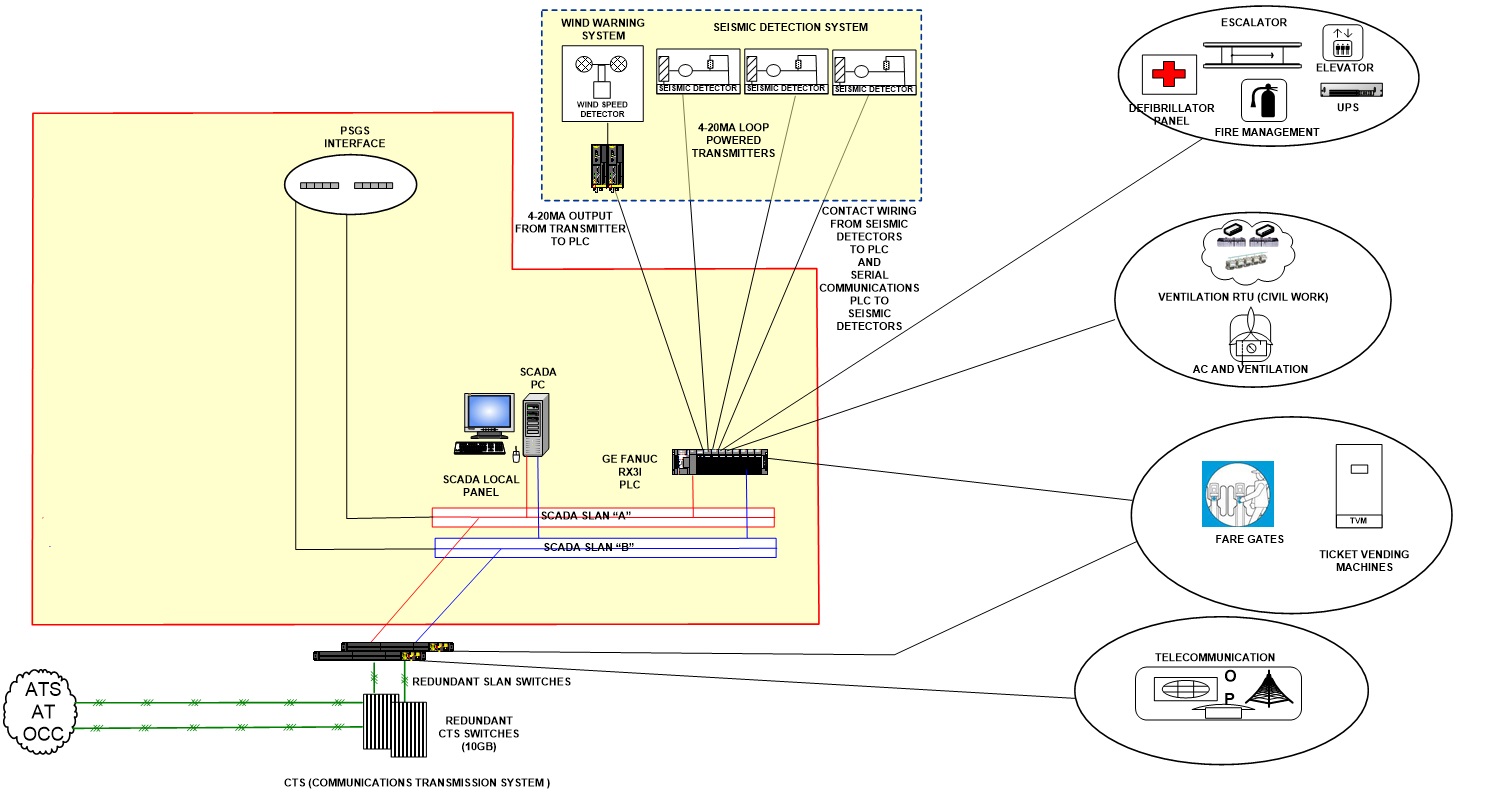 WIND WARNING
SYSTEM
SEISMIC DETECTION SYSTEM
WIND SPEED
DETECTOR
SEISMIC DETECTOR
SEISMIC DETECTOR
SEISMIC DETECTOR
4-20MA LOOP
POWERED
TRANSMITTERS
ESCALATOR
ELEVATOR
DEFIBRILLATOR
PANEL
UPS
FIRE MANAGEMENT
PSGS
INTERFACE
4-20MA OUTPUT
FROM TRANSMITTER
TO PLC
CONTACT WIRING
FROM SEISMIC
DETECTORS
TO PLC
AND
SERIAL
COMMUNICATIONS
PLC TO
SEISMIC
DETECTORS
VENTILATION RTU (CIVIL WORK)
AC AND VENTILATION
SCADA
PC
SCADA LOCAL
PANEL
GE FANUC
RX3I
PLC
SCADA SLAN “A”
SCADA SLAN “B”
TVM
FARE GATES
TICKET VENDING
MACHINES
TELECOMMUNICATION
O
P
REDUNDANT SLAN SWITCHES
ATS
AT
OCC
REDUNDANT
CTS SWITCHES
(10GB)
CTS (COMMUNICATIONS TRANSMISSION SYSTEM )